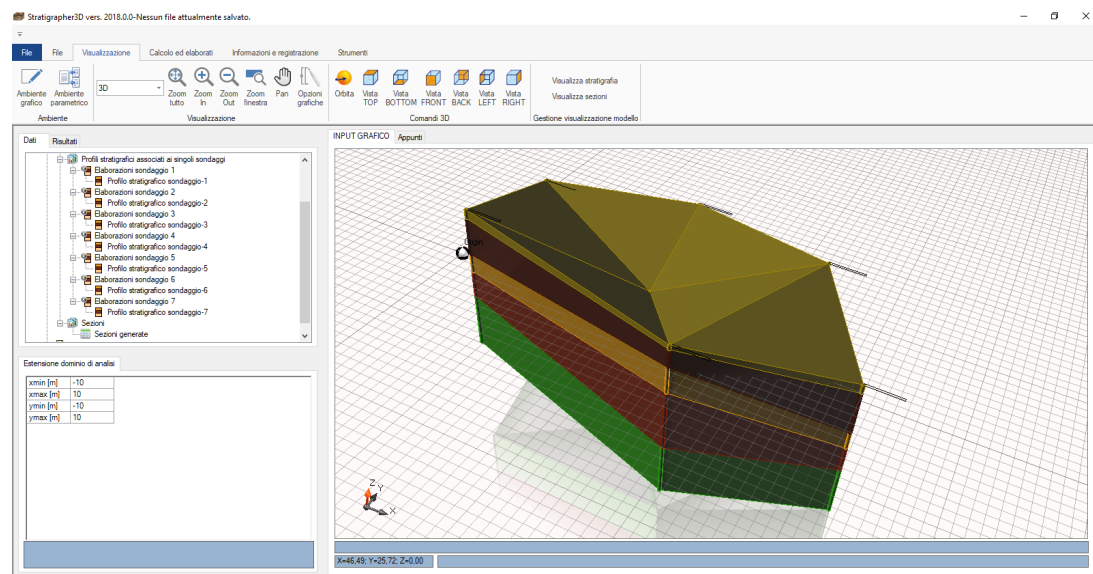 Stratigrapher3D vers. 2018.0.0-Nessun file attualmente salvato.
File File Visualizzazione Calcolo ed elaborati Informazioni e registrazione Strumenti
Ambiente grafico
Ambiente parametrico
3D
Zoom tutto
Zoom In
Zoom Out
Zoom finestra
Pan
Opzioni grafiche
Orbita
Vista TOP
Vista BOTTOM
Vista FRONT
Vista BACK
Vista LEFT
Vista RIGHT
Visualizza stratigrafia
Visualizza sezioni
Ambiente
Visualizzazione
Comandi 3D
Gestione visualizzazione modello
Dati Risultati
Profili stratigrafici associati ai singoli sondaggi
Elaborazioni sondaggio 1
Profilo stratigrafico sondaggio-1
Elaborazioni sondaggio 2
Profilo stratigrafico sondaggio-2
Elaborazioni sondaggio 3
Profilo stratigrafico sondaggio-3
Elaborazioni sondaggio 4
Profilo stratigrafico sondaggio-4
Elaborazioni sondaggio 5
Profilo stratigrafico sondaggio-5
Elaborazioni sondaggio 6
Profilo stratigrafico sondaggio-6
Elaborazioni sondaggio 7
Profilo stratigrafico sondaggio-7
Sezioni
Sezioni generate
Estensione dominio di analisi
xmin [m] -10
xmax [m] 10
ymin [m] -10
ymax [m] 10
INPUT GRAFICO Appunti
Origin
Z
Y
X
X=46,49; Y=25,72; Z=0,00